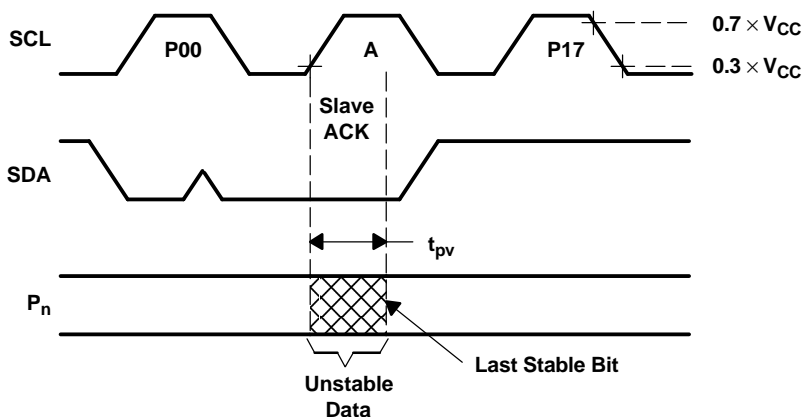 SCL
P00
A
P17
0.7 × VCC
0.3 × VCC
Slave
ACK
SDA
tpv
Pn
Last Stable Bit
Unstable
Data